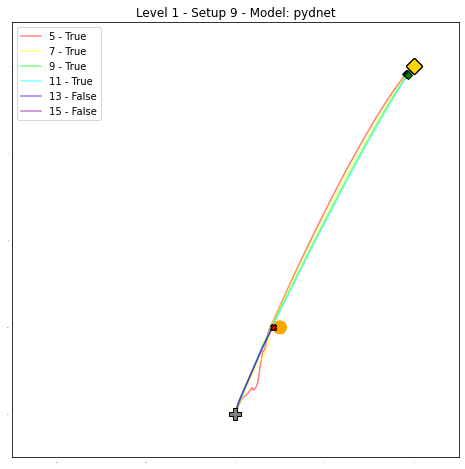 Level 1 - Setup 9 - Model: pydnet
5 - True
7 - True
9 - True
11 - True
13 - False
15 - False